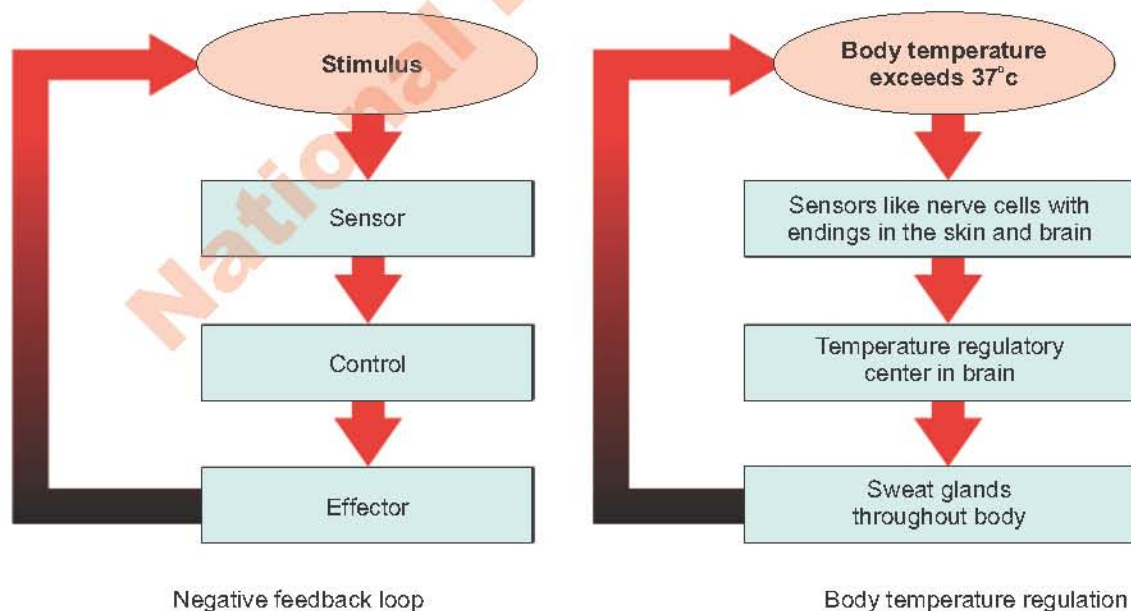 Stimulus
Sensor
Control
Effector
Negative feedback loop
Body temperature
exceeds 37°c
Sensors like nerve cells with
endings in the skin and brain
Temperature regulatory
center in brain
Sweat glands
throughout body
Body temperature regulation
National